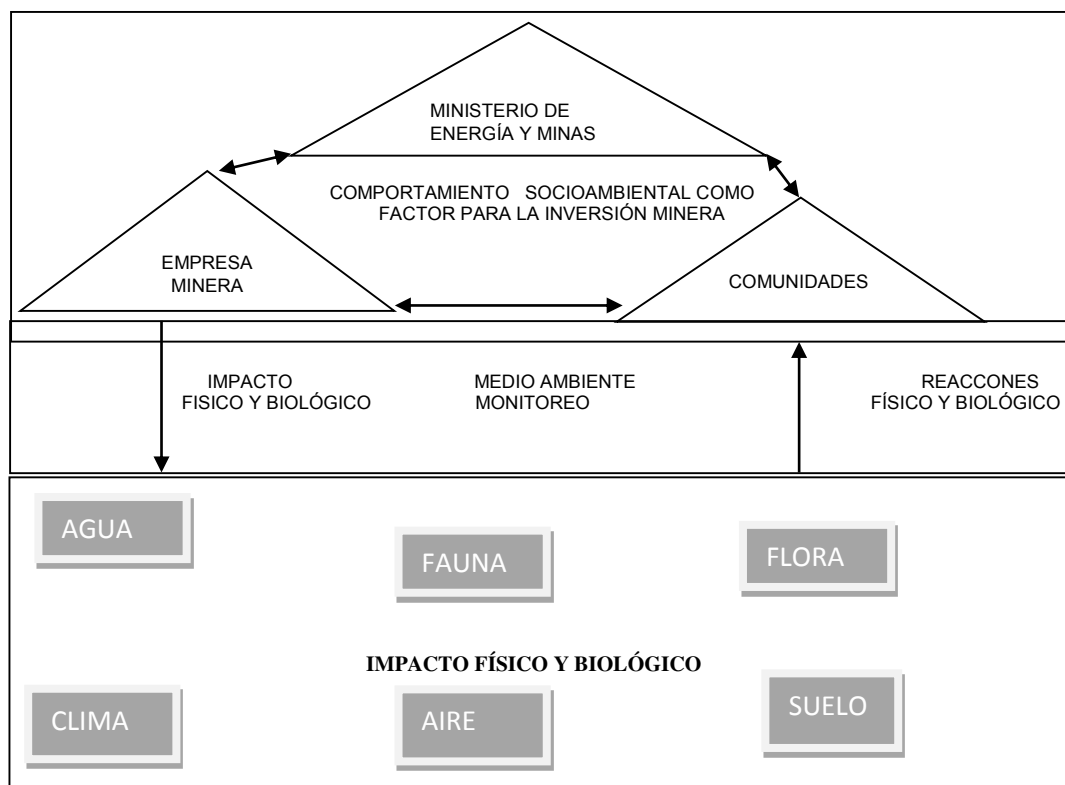 MINISTERIO DE
ENERGÍA Y MINAS
COMPORTAMIENTO SOCIOAMBIENTAL COMO
FACTOR PARA LA INVERSIÓN MINERA
EMPRESA
MINERA
COMUNIDADES
IMPACTO
FISICO Y BIOLÓGICO
MEDIO AMBIENTE
MONITOREO
REACCONES
FÍSICO Y BIOLÓGICO
AGUA
FAUNA
FLORA
IMPACTO FÍSICO Y BIOLÓGICO
CLIMA
AIRE
SUELO